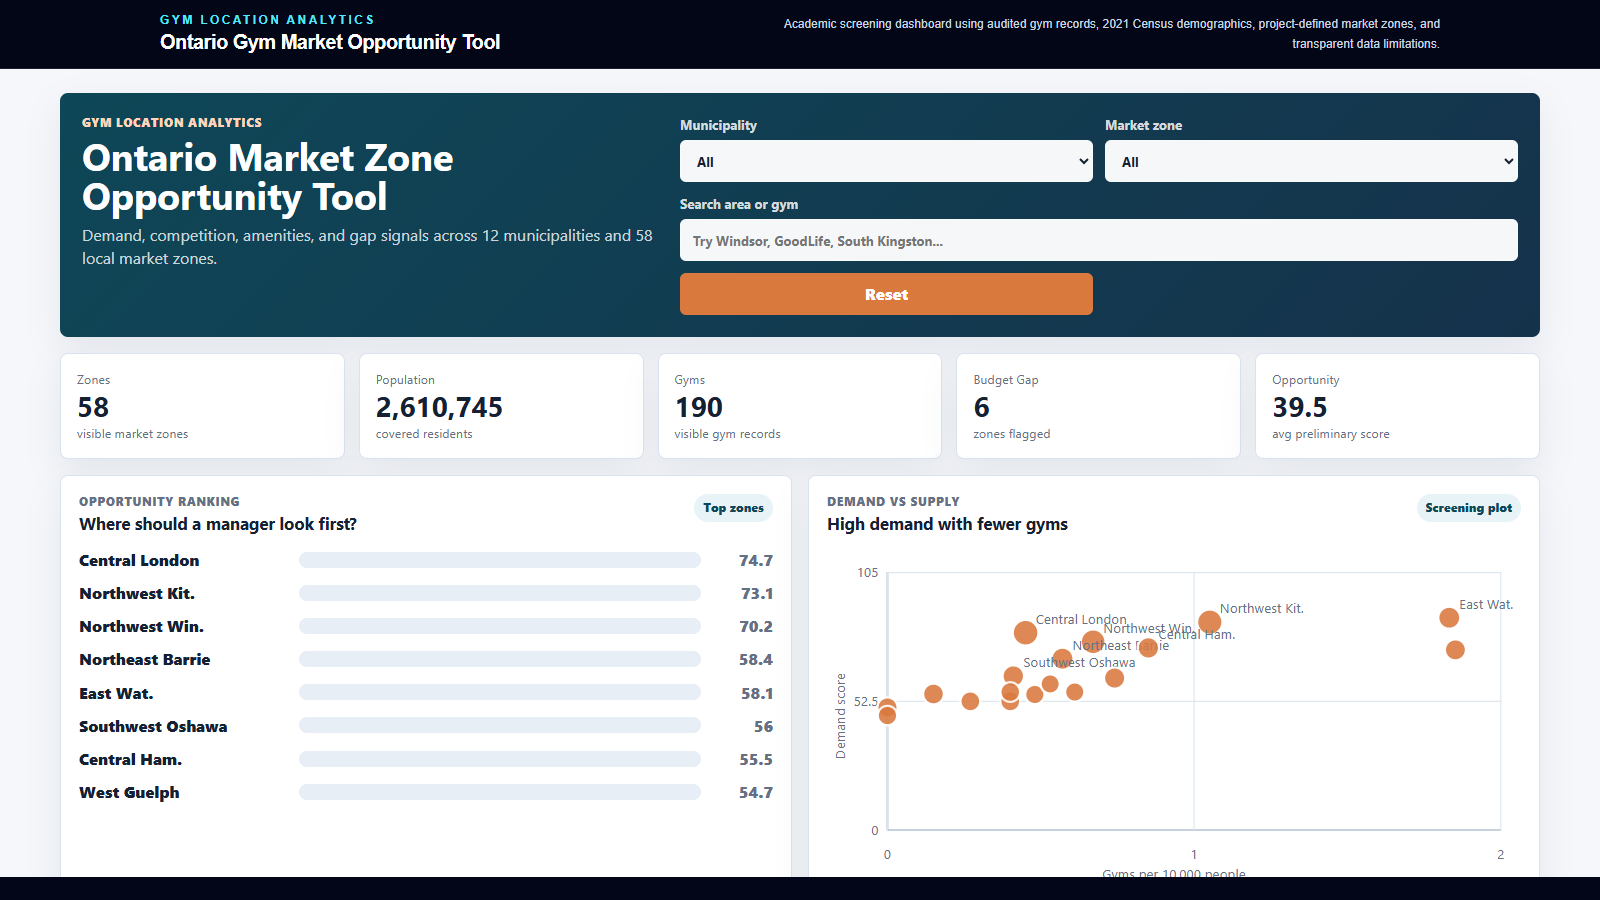 GYM LOCATION ANALYTICS
Ontario Gym Market Opportunity Tool
Academic screening dashboard using audited gym records, 2021 Census demographics, project-defined market zones, and
transparent data limitations.
GYM LOCATION ANALYTICS
Ontario Market Zone
Opportunity Tool
Demand, competition, amenities, and gap signals across 12 municipalities and 58
local market zones.
Municipality
All
Market zone
All
Search area or gym
Try Windsor, GoodLife, South Kingston...
Reset
Zones
58
visible market zones
Population
2,610,745
covered residents
Gyms
190
visible gym records
Budget Gap
6
zones flagged
Opportunity
39.5
avg preliminary score
OPPORTUNITY RANKING
Where should a manager look first?
Top zones
Central London 74.7
Northwest Kit. 73.1
Northwest Win. 70.2
Northeast Barrie 58.4
East Wat. 58.1
Southwest Oshawa 56
Central Ham. 55.5
West Guelph 54.7
DEMAND VS SUPPLY
High demand with fewer gyms
Screening plot
105
52.5
0
Demand score
East Wat.
Northwest Kit.
Central London
Northwest Win.
Central Ham.
Northeast Barrie
Southwest Oshawa
0
1
2
Gyms per 10,000 people